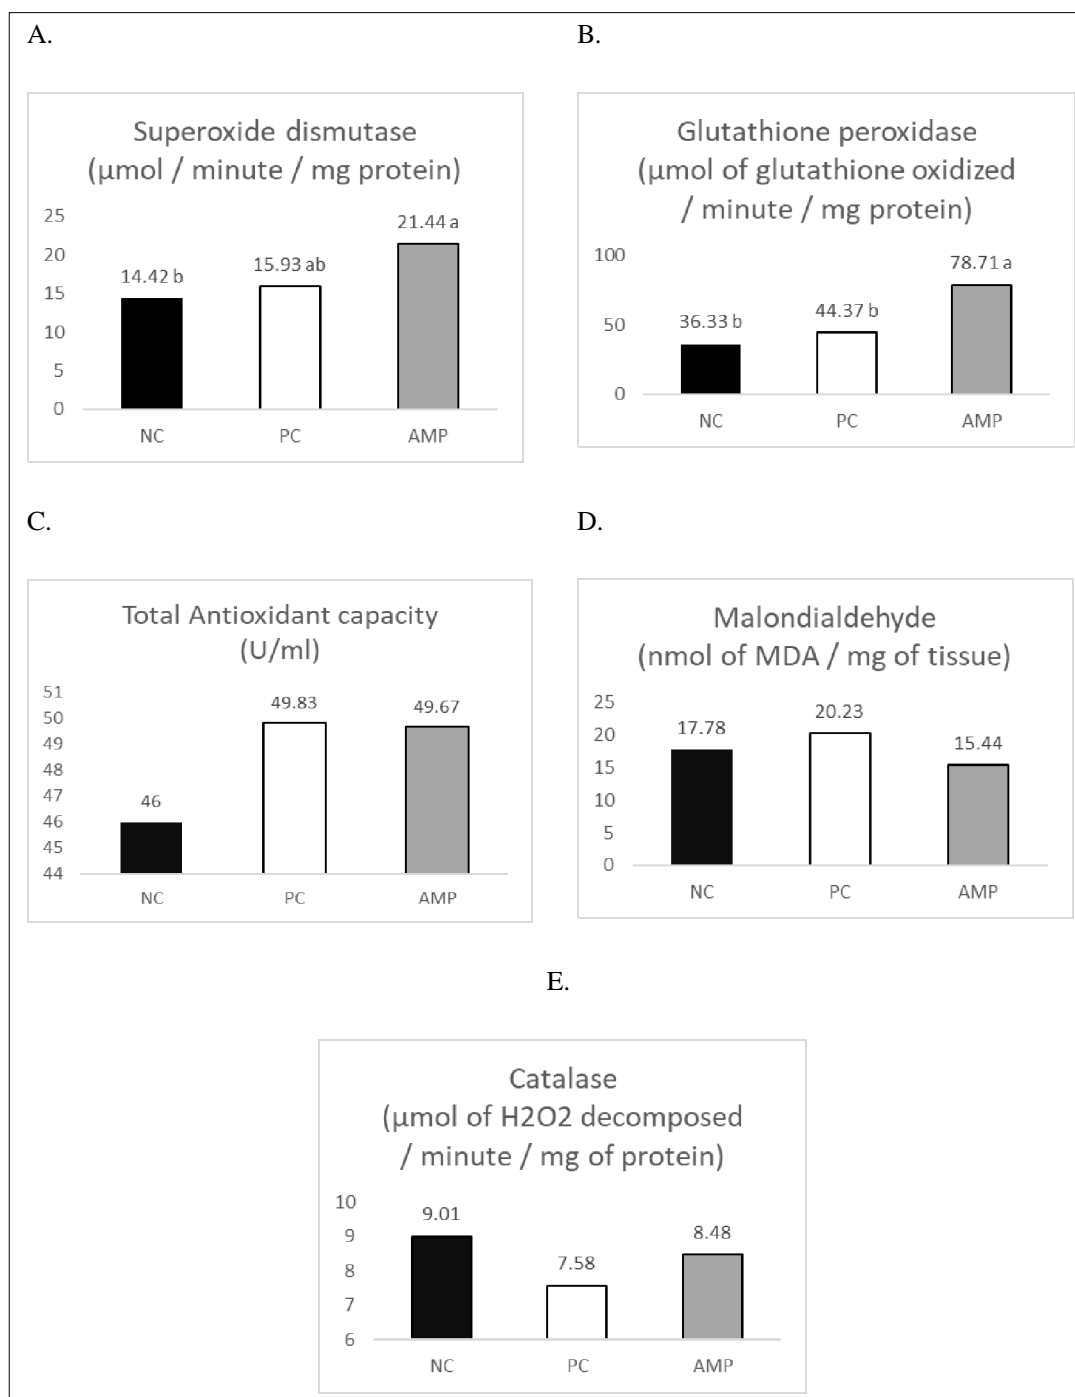 A.
Superoxide dismutase
(µmol / minute / mg protein)
25
20
15
10
5
0
14.42 b
15.93 ab
21.44 a
NC
PC
AMP
B.
Glutathione peroxidase
(µmol of glutathione oxidized
/ minute / mg protein)
100
50
0
36.33 b
44.37 b
78.71 a
NC
PC
AMP
C.
Total Antioxidant capacity
(U/ml)
51
50
49
48
47
46
45
44
46
49.83
49.67
NC
PC
AMP
D.
Malondialdehyde
(nmol of MDA / mg of tissue)
25
20
15
10
5
0
17.78
20.23
15.44
NC
PC
AMP
E.
Catalase
(µmol of H2O2 decomposed
/ minute / mg of protein)
10
9
8
7
6
9.01
7.58
8.48
NC
PC
AMP